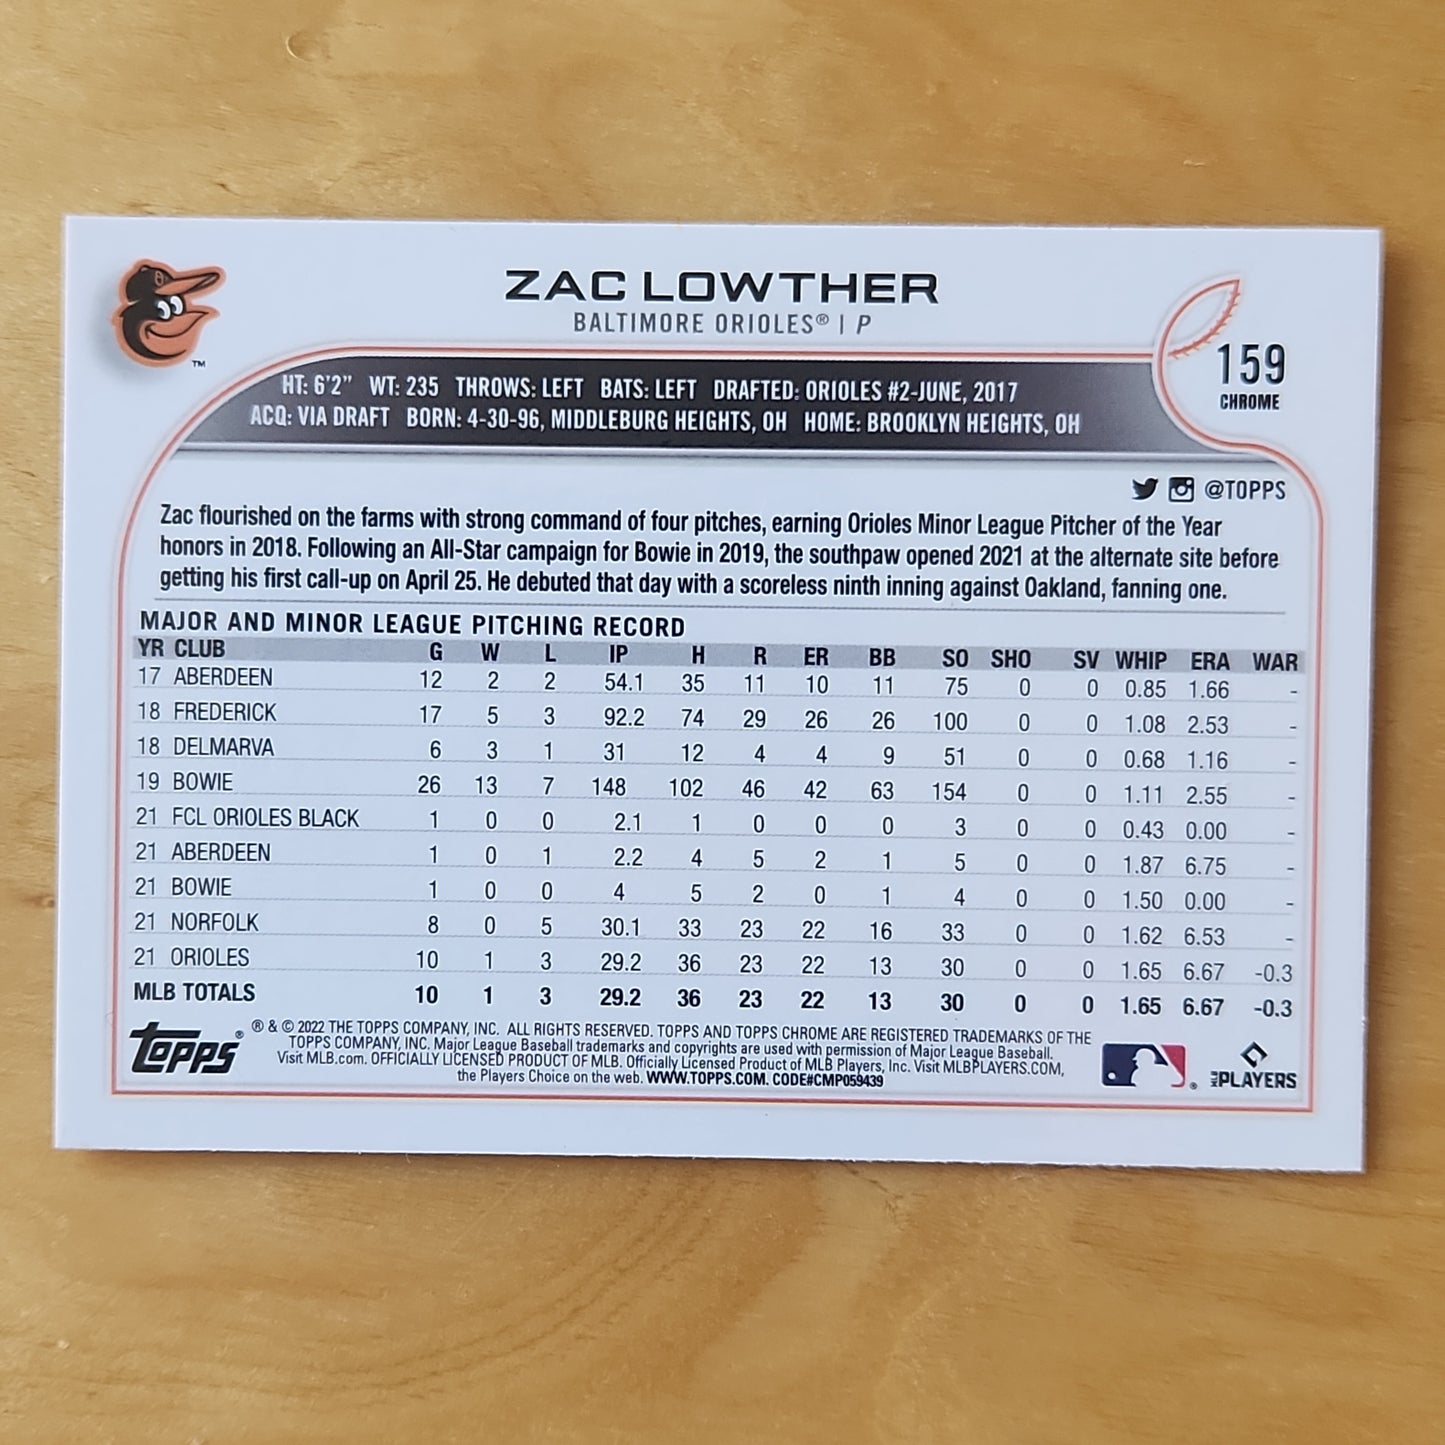 ZAC LOWTHER
BALTIMORE ORIOLES® | P
TM
159
CHROME
HT: 6'2" WT: 235 THROWS: LEFT BATS: LEFT DRAFTED: ORIOLES #2-JUNE, 2017
ACQ: VIA DRAFT BORN: 4-30-96, MIDDLEBURG HEIGHTS, OH HOME: BROOKLYN HEIGHTS, OH
@TOPPS
Zac flourished on the farms with strong command of four pitches, earning Orioles Minor League Pitcher of the Year
honors in 2018. Following an All-Star campaign for Bowie in 2019, the southpaw opened 2021 at the alternate site before
getting his first call-up on April 25. He debuted that day with a scoreless ninth inning against Oakland, fanning one.
MAJOR AND MINOR LEAGUE PITCHING RECORD
YR CLUB G W L IP H R ER BB SO SHO SV WHIP ERA WAR
17 ABERDEEN 12 2 2 54.1 35 11 10 11 75 0 0 0.85 1.66 -
18 FREDERICK 17 5 3 92.2 74 29 26 26 100 0 0 1.08 2.53 -
18 DELMARVA 6 3 1 31 12 4 4 9 51 0 0 0.68 1.16 -
19 BOWIE 26 13 7 148 102 46 42 63 154 0 0 1.11 2.55 -
21 FCL ORIOLES BLACK 1 0 0 2.1 1 0 0 0 3 0 0 0.43 0.00 -
21 ABERDEEN 1 0 1 2.2 4 5 2 1 5 0 0 1.87 6.75 -
21 BOWIE 1 0 0 4 5 2 0 1 4 0 0 1.50 0.00 -
21 NORFOLK 8 0 5 30.1 33 23 22 16 33 0 0 1.62 6.53 -
21 ORIOLES 10 1 3 29.2 36 23 22 13 30 0 0 1.65 6.67 -0.3
MLB TOTALS 10 1 3 29.2 36 23 22 13 30 0 0 1.65 6.67 -0.3
topps®
® & © 2022 THE TOPPS COMPANY, INC. ALL RIGHTS RESERVED. TOPPS AND TOPPS CHROME ARE REGISTERED TRADEMARKS OF THE
TOPPS COMPANY, INC. Major League Baseball trademarks and copyrights are used with permission of Major League Baseball.
Visit MLB.com. OFFICIALLY LICENSED PRODUCT OF MLB. Officially Licensed Product of MLB Players, Inc. Visit MLBPLAYERS.COM,
the Players Choice on the web. WWW.TOPPS.COM. CODE#CMP059439
®
MLB PLAYERS